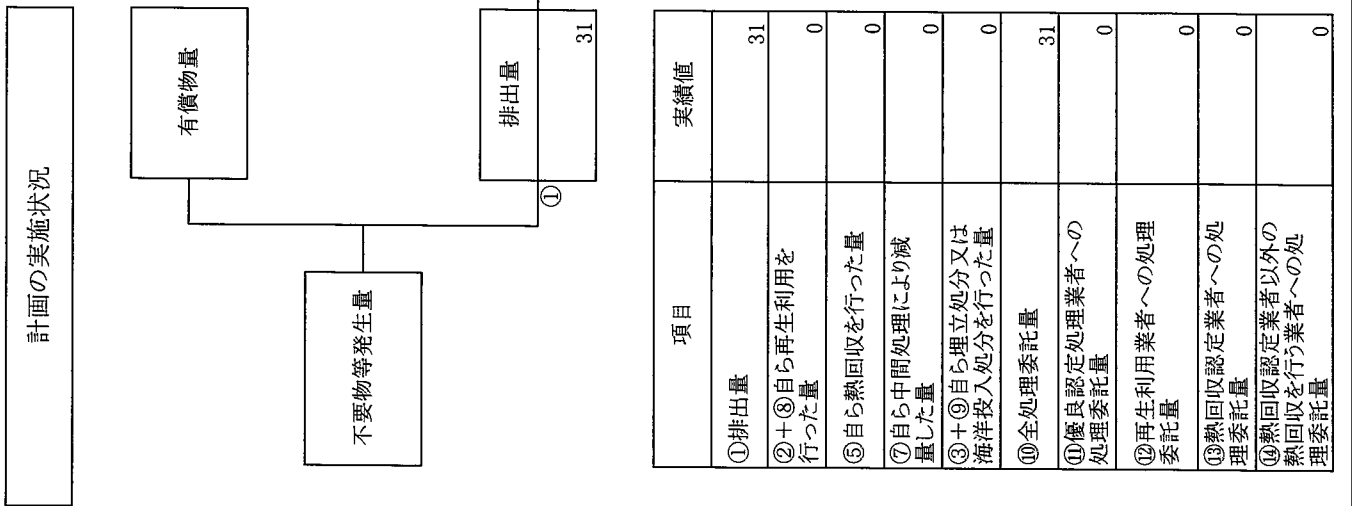 計画の実施状況
有償物量
不要物等発生量
排出量
①
31
項目 実績値
①排出量 31
②+⑧自ら再生利用を
行った量 0
⑤自ら熱回収を行った量 0
⑦自ら中間処理により減
量した量 0
③+⑨自ら埋立処分又は
海洋投入処分を行った量 0
⑩全処理委託量 31
⑪優良認定処理業者への
処理委託量 0
⑫再生利用業者への処理
委託量 0
⑬熱回収認定業者への処
理委託量 0
⑭熱回収認定業者以外の
熱回収を行う業者への処
理委託量 0